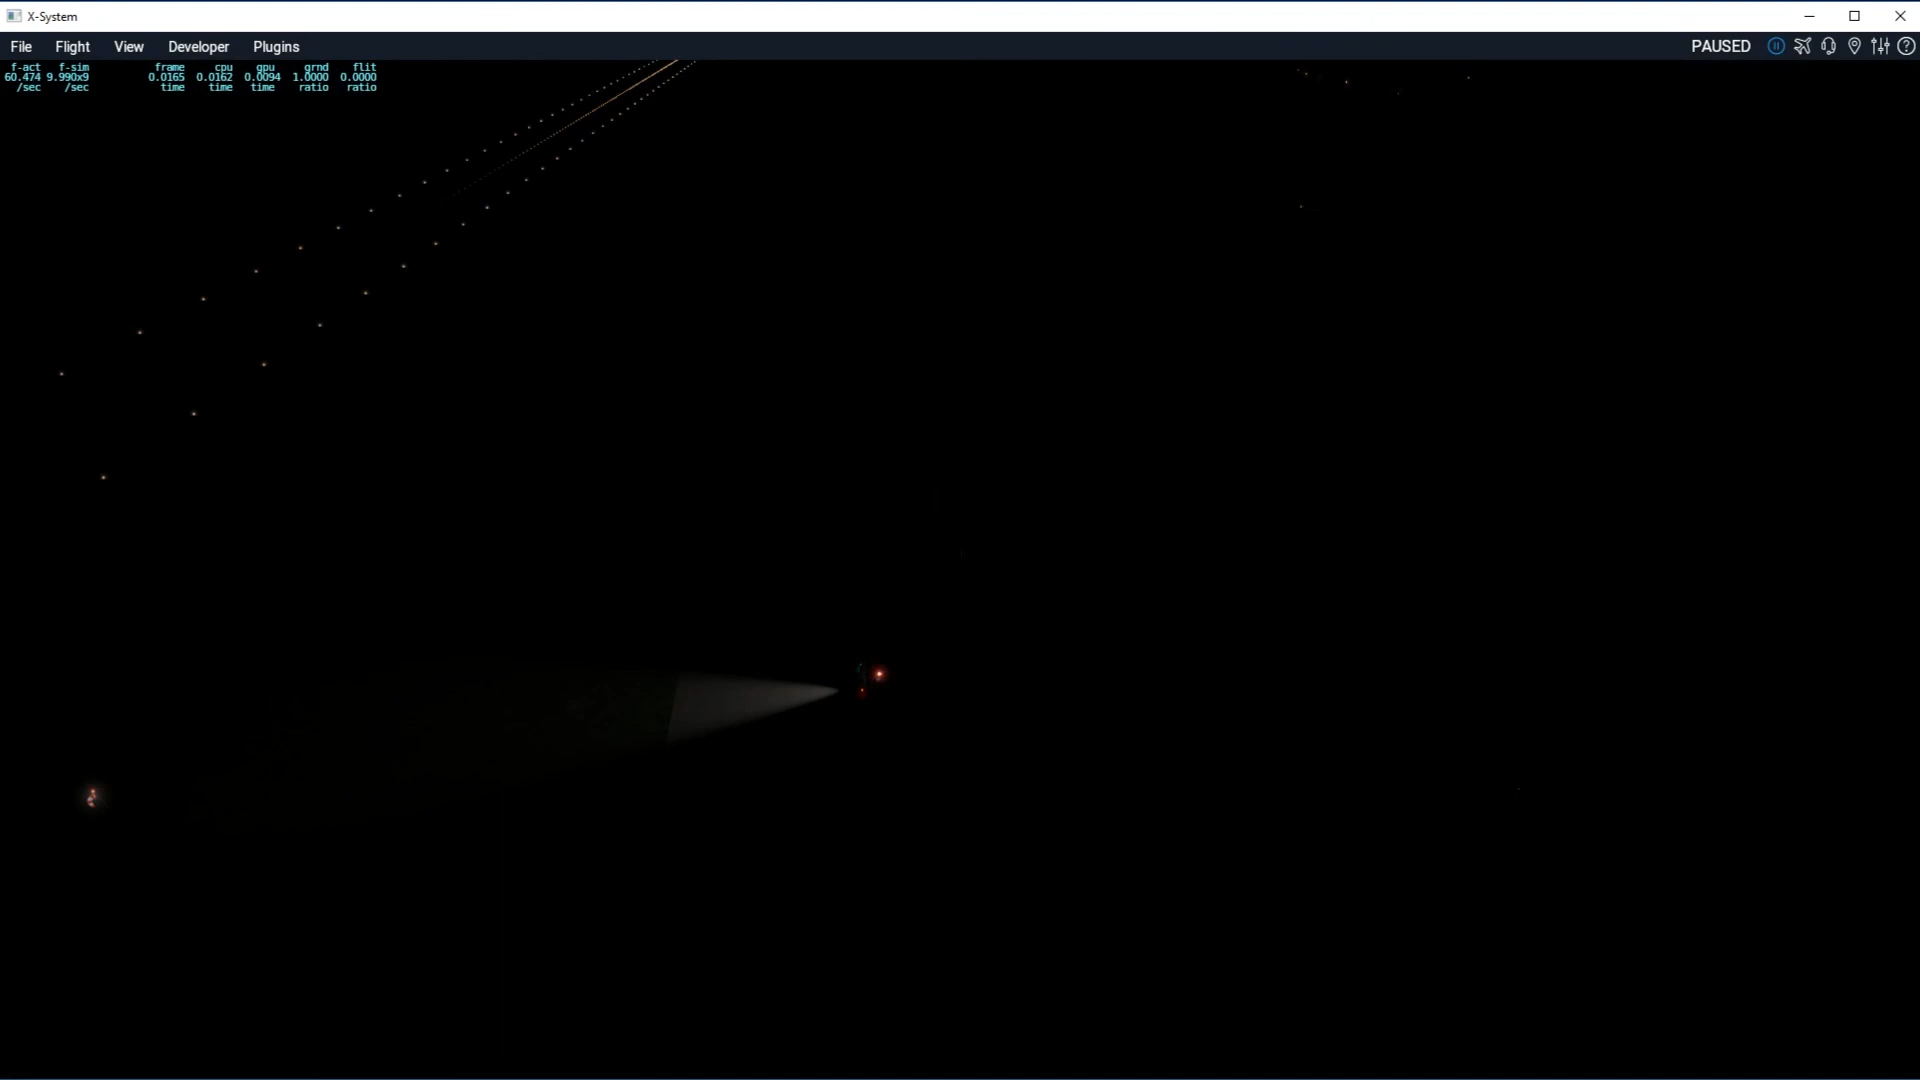 X-System
File Flight View Developer Plugins PAUSED
f-act f-sim frame cpu gpu grnd flit
60.474 9.990x9 0.0165 0.0162 0.0094 1.0000 0.0000
/sec /sec time time time ratio ratio